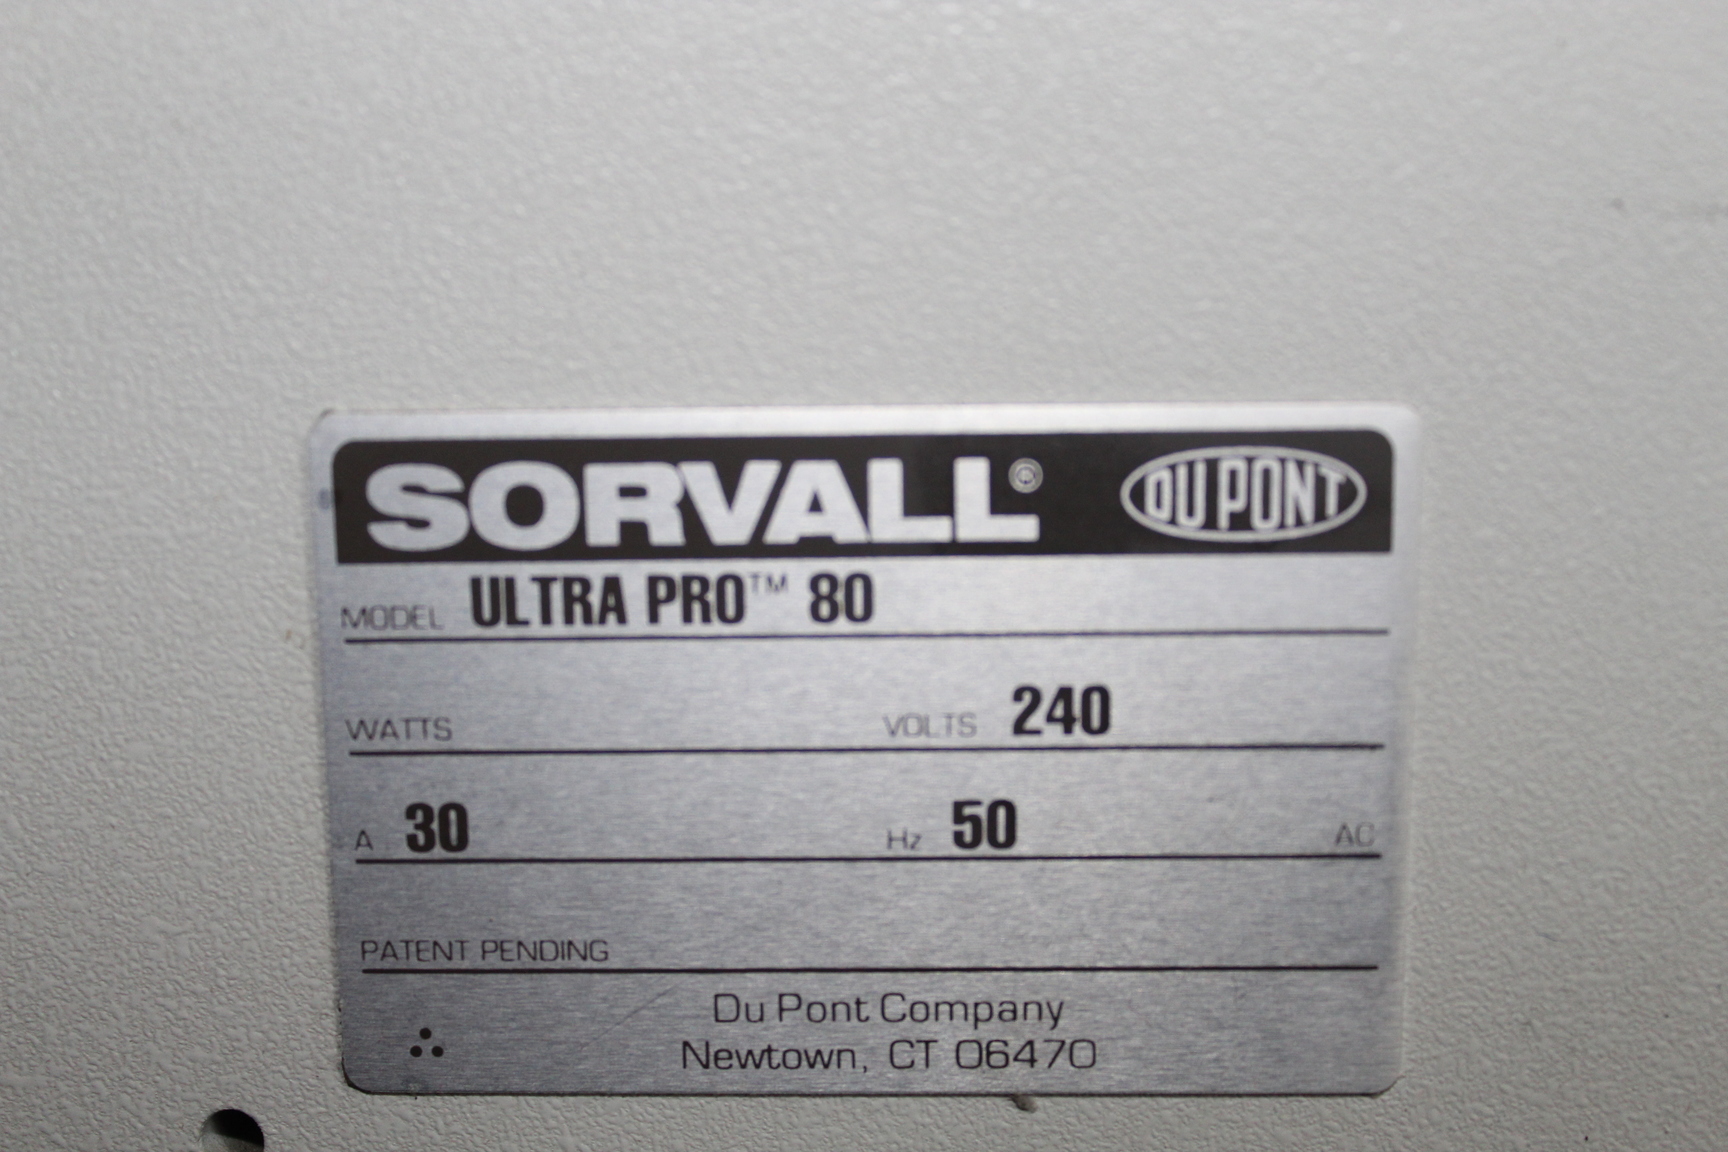 SORVALL® DU PONT
MODEL ULTRA PRO™ 80
WATTS VOLTS 240
A 30 Hz 50 AC
PATENT PENDING
Du Pont Company
Newtown, CT 06470